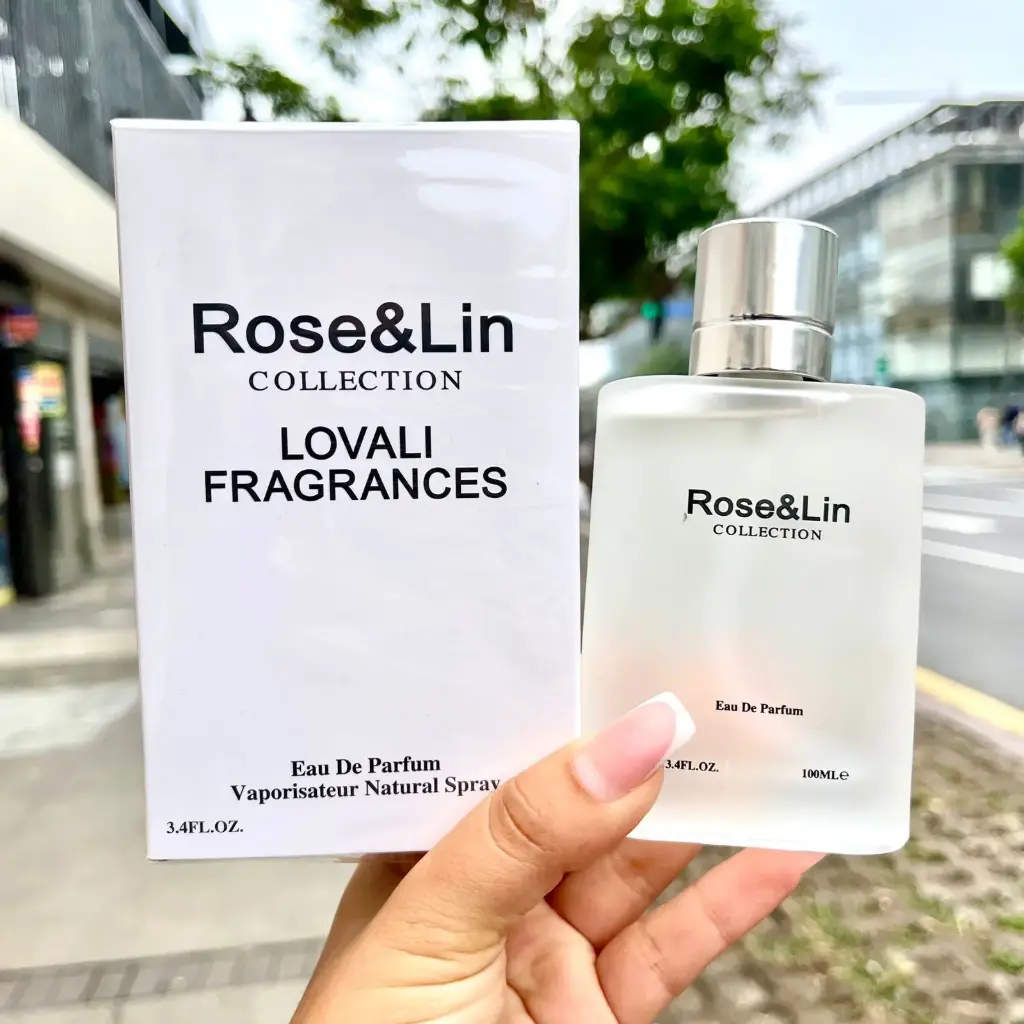 Rose&Lin
COLLECTION
LOVALI
FRAGRANCES
Eau De Parfum
Vaporisateur Natural Spray
3.4FL.OZ.
Rose&Lin
COLLECTION
Eau De Parfum
3.4FL.OZ.
100ML℮